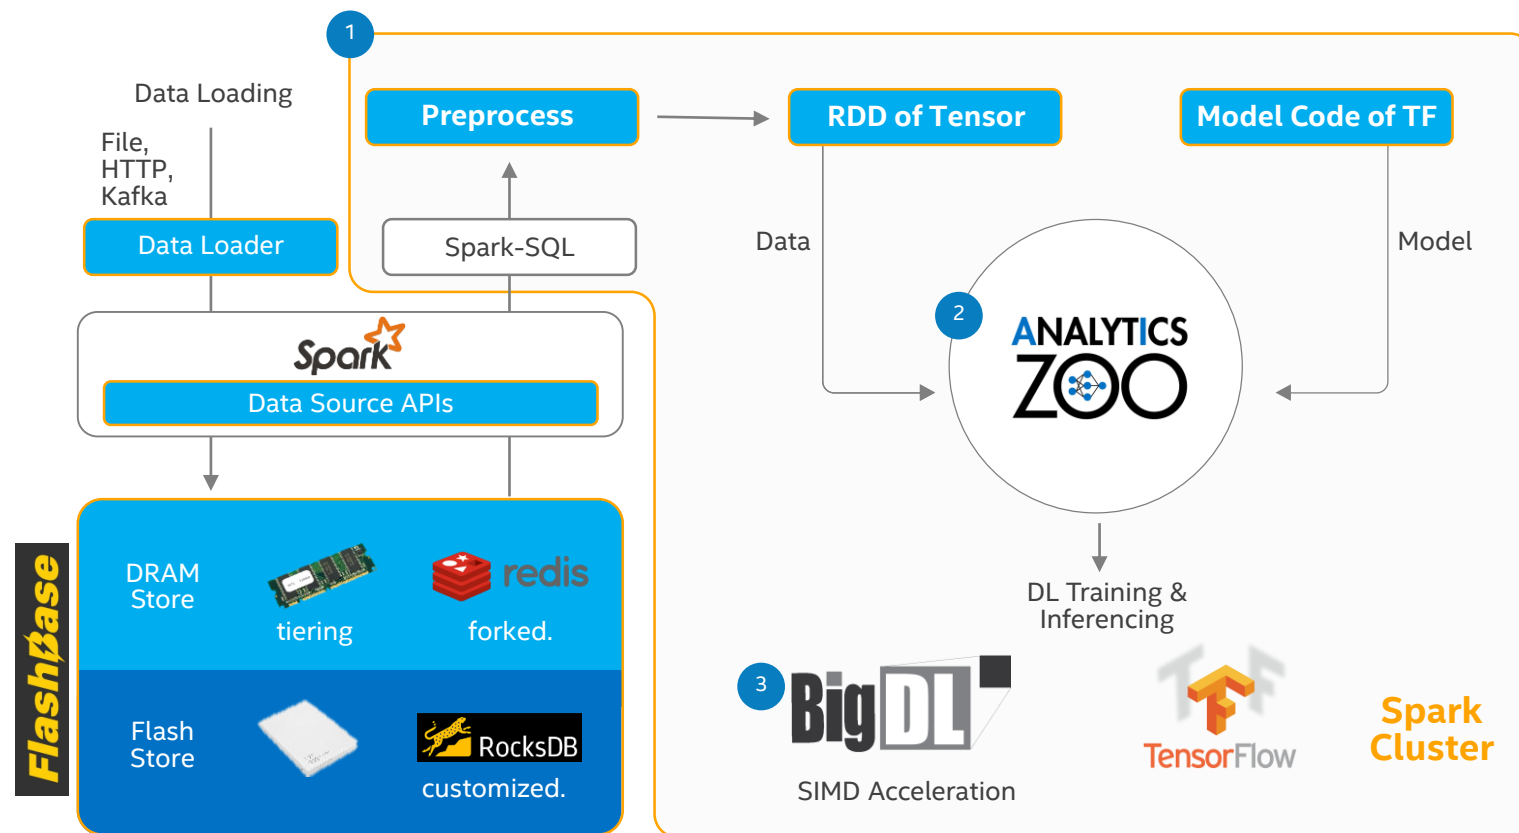 1
Data Loading
File,
HTTP,
Kafka
Preprocess
RDD of Tensor
Model Code of TF
Data Loader
Spark-SQL
Data
Model
2
ANALYTICS
ZOO
Spark
Data Source APIs
FlashBase
DRAM
Store
tiering
redis
forked.
Flash
Store
RocksDB
customized.
DL Training &
Inferencing
3
BigDL
SIMD Acceleration
TF
TensorFlow
Spark
Cluster